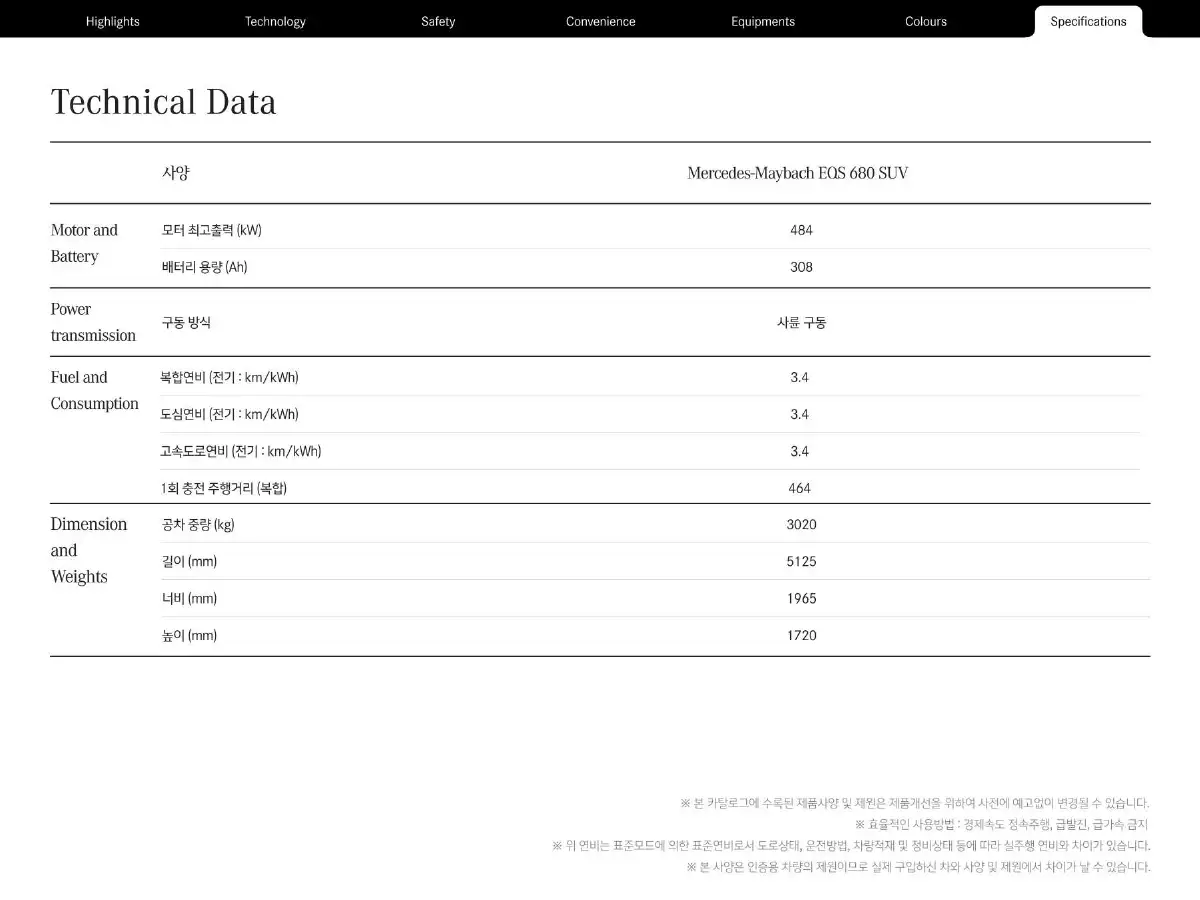 Highlights Technology Safety Convenience Equipments Colours Specifications
Technical Data
사양 Mercedes-Maybach EQS 680 SUV
Motor and Battery
모터 최고출력 (kW) 484
배터리 용량 (Ah) 308
Power transmission
구동 방식 사륜 구동
Fuel and Consumption
복합연비 (전기 : km/kWh) 3.4
도심연비 (전기 : km/kWh) 3.4
고속도로연비 (전기 : km/kWh) 3.4
1회 충전 주행거리 (복합) 464
Dimension and Weights
공차 중량 (kg) 3020
길이 (mm) 5125
너비 (mm) 1965
높이 (mm) 1720
※ 본 카탈로그에 수록된 제품사양 및 제원은 제품개선을 위하여 사전에 예고없이 변경될 수 있습니다.
※ 효율적인 사용방법 : 경제속도 정속주행, 급발진, 급가속 금지
※ 위 연비는 표준모드에 의한 표준연비로서 도로상태, 운전방법, 차량적재 및 정비상태 등에 따라 실주행 연비와 차이가 있습니다.
※ 본 사양은 인증용 차량의 제원이므로 실제 구입하신 차와 사양 및 제원에서 차이가 날 수 있습니다.